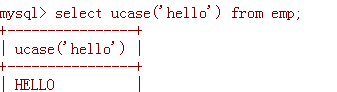 mysql> select ucase('hello') from emp;
+----------------+
| ucase('hello') |
+----------------+
| HELLO          |